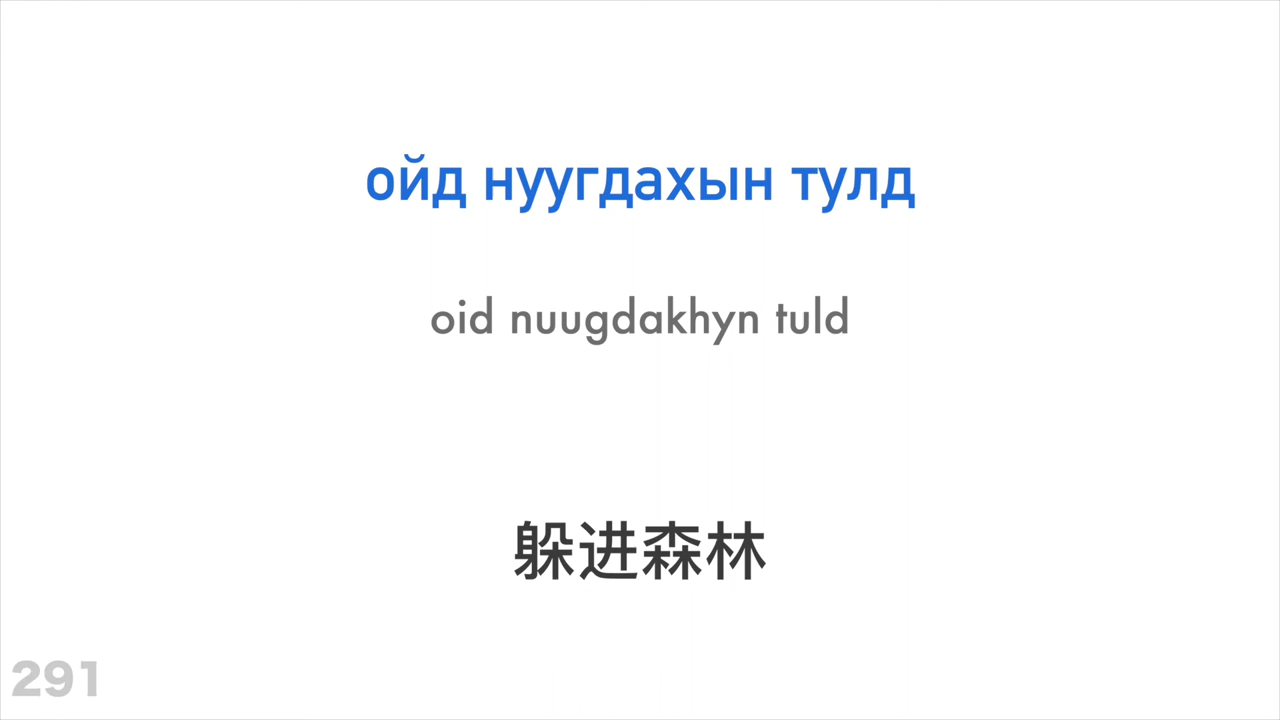 ойд нуугдахын тулд
oid nuugdakhyn tuld
躲进森林
291